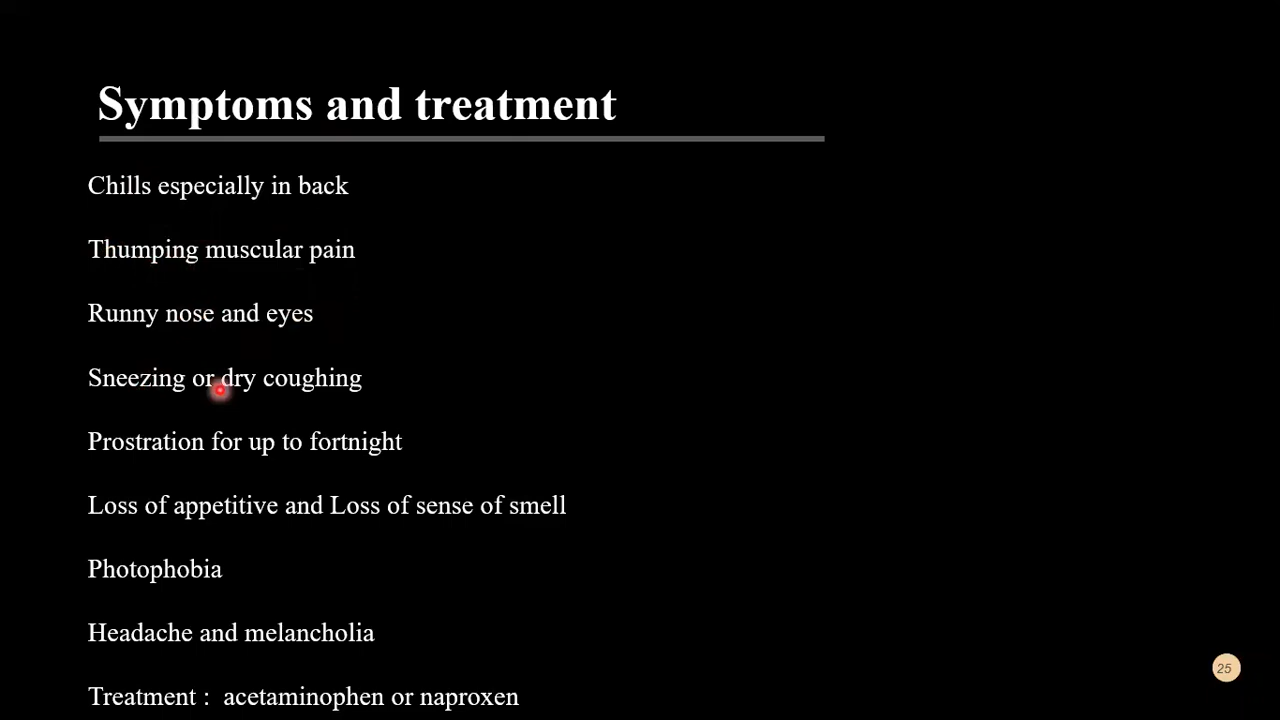 Symptoms and treatment
Chills especially in back
Thumping muscular pain
Runny nose and eyes
Sneezing or dry coughing
Prostration for up to fortnight
Loss of appetitive and Loss of sense of smell
Photophobia
Headache and melancholia
Treatment : acetaminophen or naproxen
25